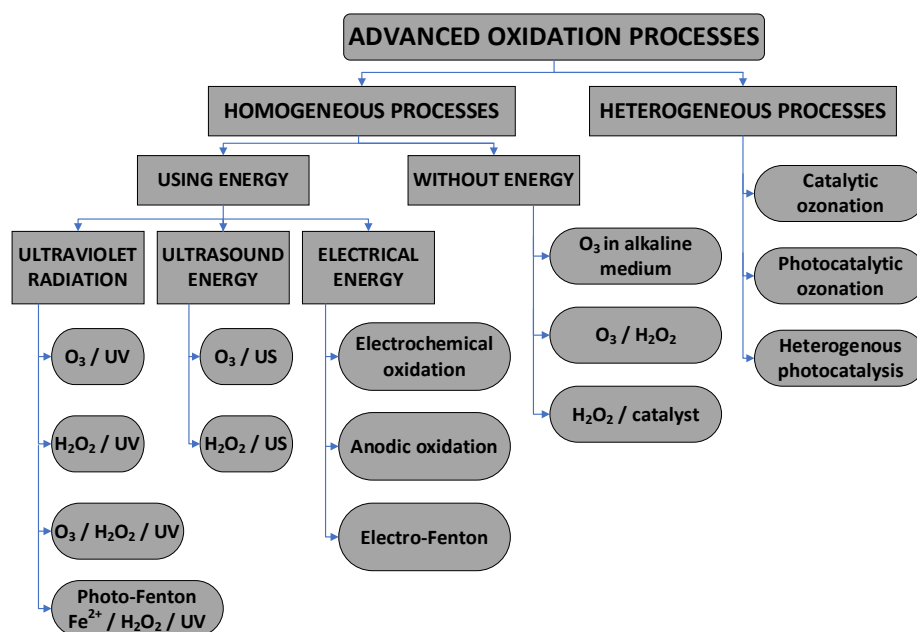 ADVANCED OXIDATION PROCESSES
HOMOGENEOUS PROCESSES
HETEROGENEOUS PROCESSES
USING ENERGY
WITHOUT ENERGY
ULTRAVIOLET
RADIATION
ULTRASOUND
ENERGY
ELECTRICAL
ENERGY
O₃ / UV
H₂O₂ / UV
O₃ / H₂O₂ / UV
Photo-Fenton
Fe²⁺ / H₂O₂ / UV
O₃ / US
H₂O₂ / US
Electrochemical
oxidation
Anodic oxidation
Electro-Fenton
O₃ in alkaline
medium
O₃ / H₂O₂
H₂O₂ / catalyst
Catalytic
ozonation
Photocatalytic
ozonation
Heterogenous
photocatalysis